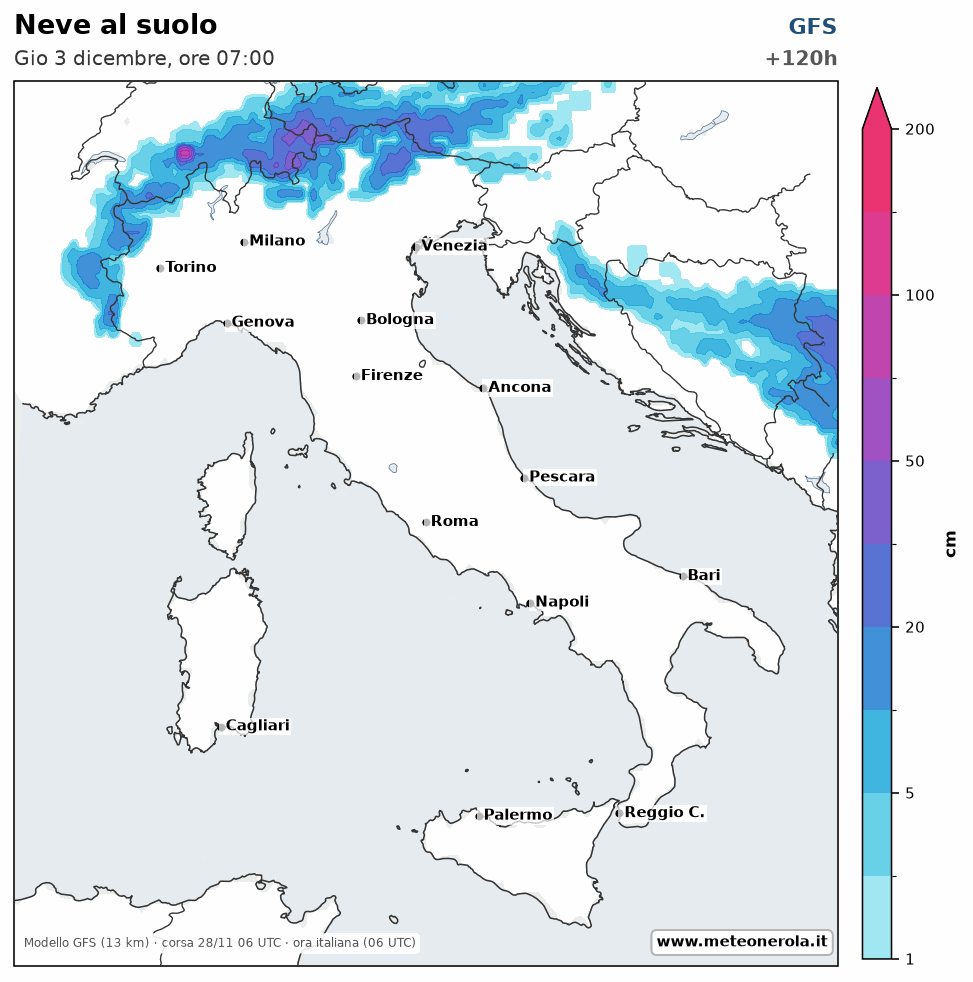 Neve al suolo
GFS
Gio 3 dicembre, ore 07:00
+120h
200
Milano
Venezia
Torino
100
Genova
Bologna
Firenze
Ancona
50
Pescara
Roma
cm
Bari
Napoli
20
Cagliari
5
Palermo
Reggio C.
Modello GFS (13 km) · corsa 28/11 06 UTC · ora italiana (06 UTC)
www.meteonerola.it
1